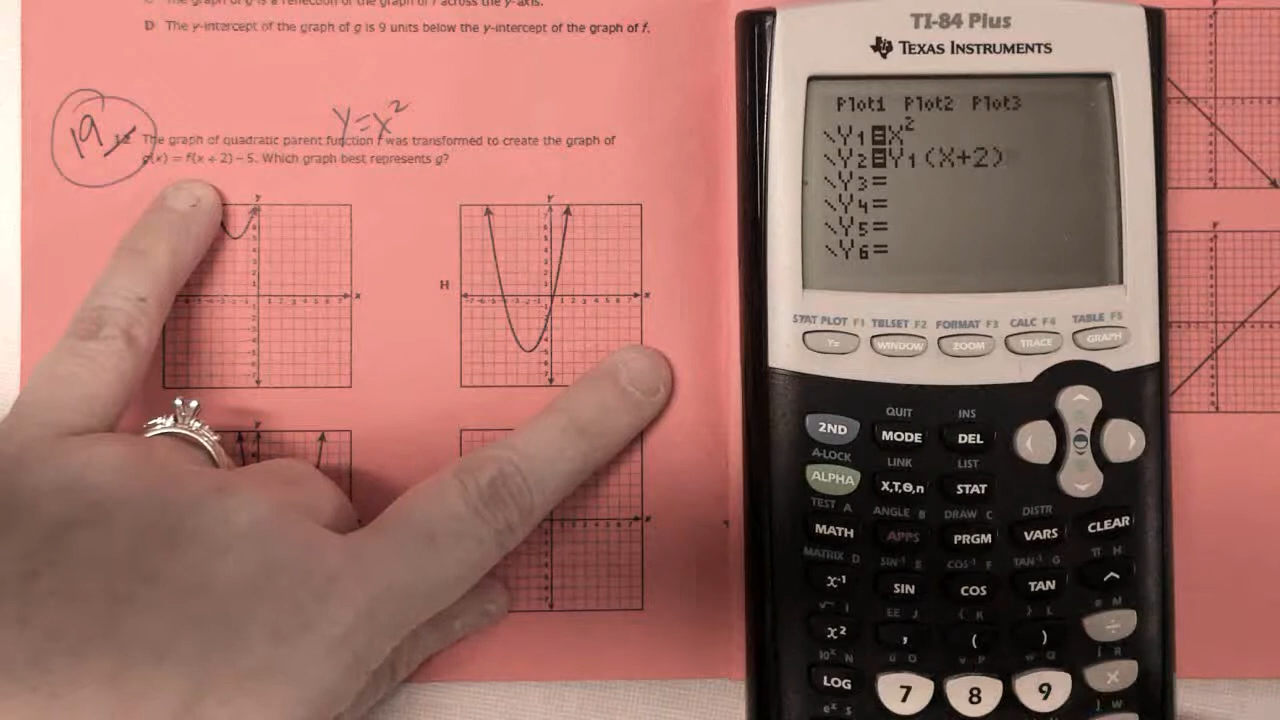 D The y-intercept of the graph of g is 9 units below the y-intercept of the graph of f.
y=x²
19
The graph of quadratic parent function was transformed to create the graph of
g(x) = f(x + 2) – 5. Which graph best represents g?
H
TI-84 Plus
TEXAS INSTRUMENTS
Plot1 Plot2 Plot3
\Y₁=X²
\Y₂=Y₁(X+2)
\Y₃=
\Y₄=
\Y₅=
\Y₆=
STAT PLOT F1 TBLSET F2 FORMAT F3 CALC F4 TABLE F5
Y= WINDOW ZOOM TRACE GRAPH
QUIT INS
2ND MODE DEL
A-LOCK LINK LIST
ALPHA X,T,Θ,n STAT
TEST A ANGLE B DRAW C DISTR
MATH APPS PRGM VARS CLEAR
MATRIX D SIN⁻¹ E COS⁻¹ F TAN⁻¹ G π H
x⁻¹ SIN COS TAN ^
x² , ( ) ÷
10ˣ N
LOG 7 8 9 ×